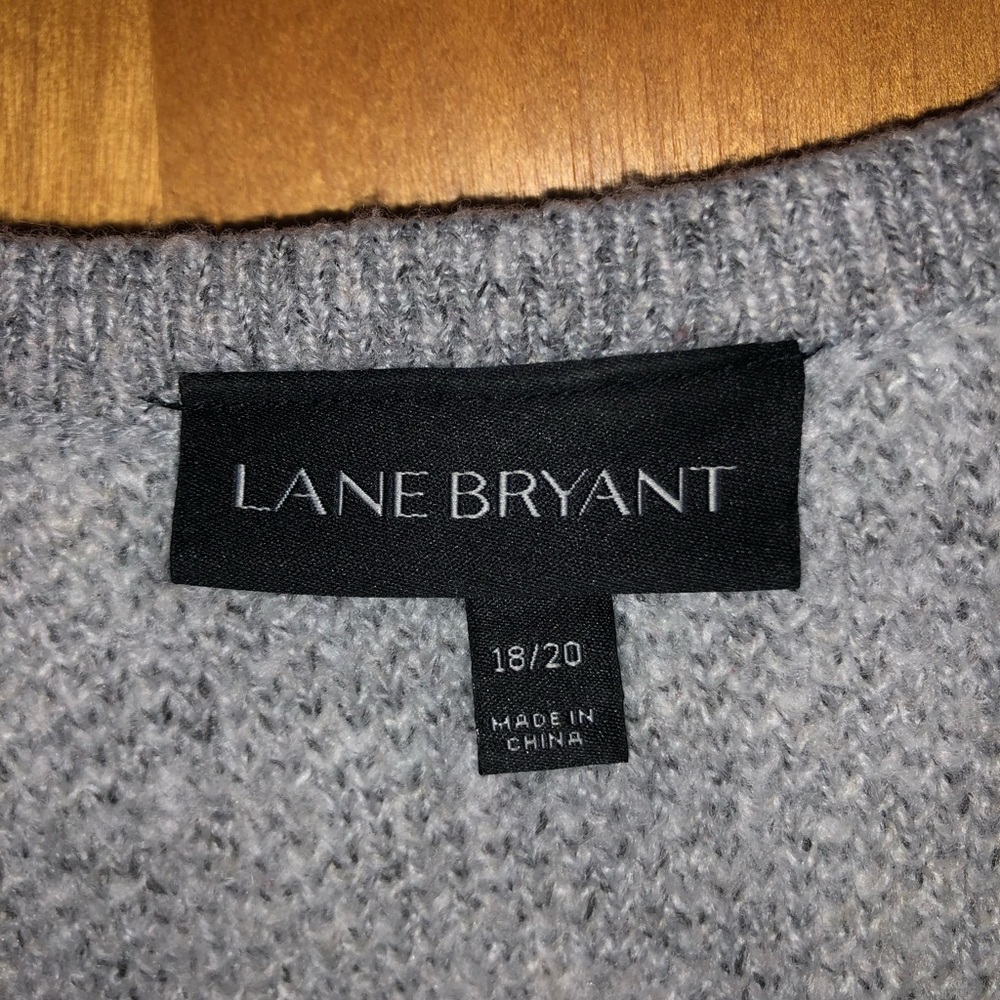 LANE BRYANT
18/20
MADE IN
CHINA